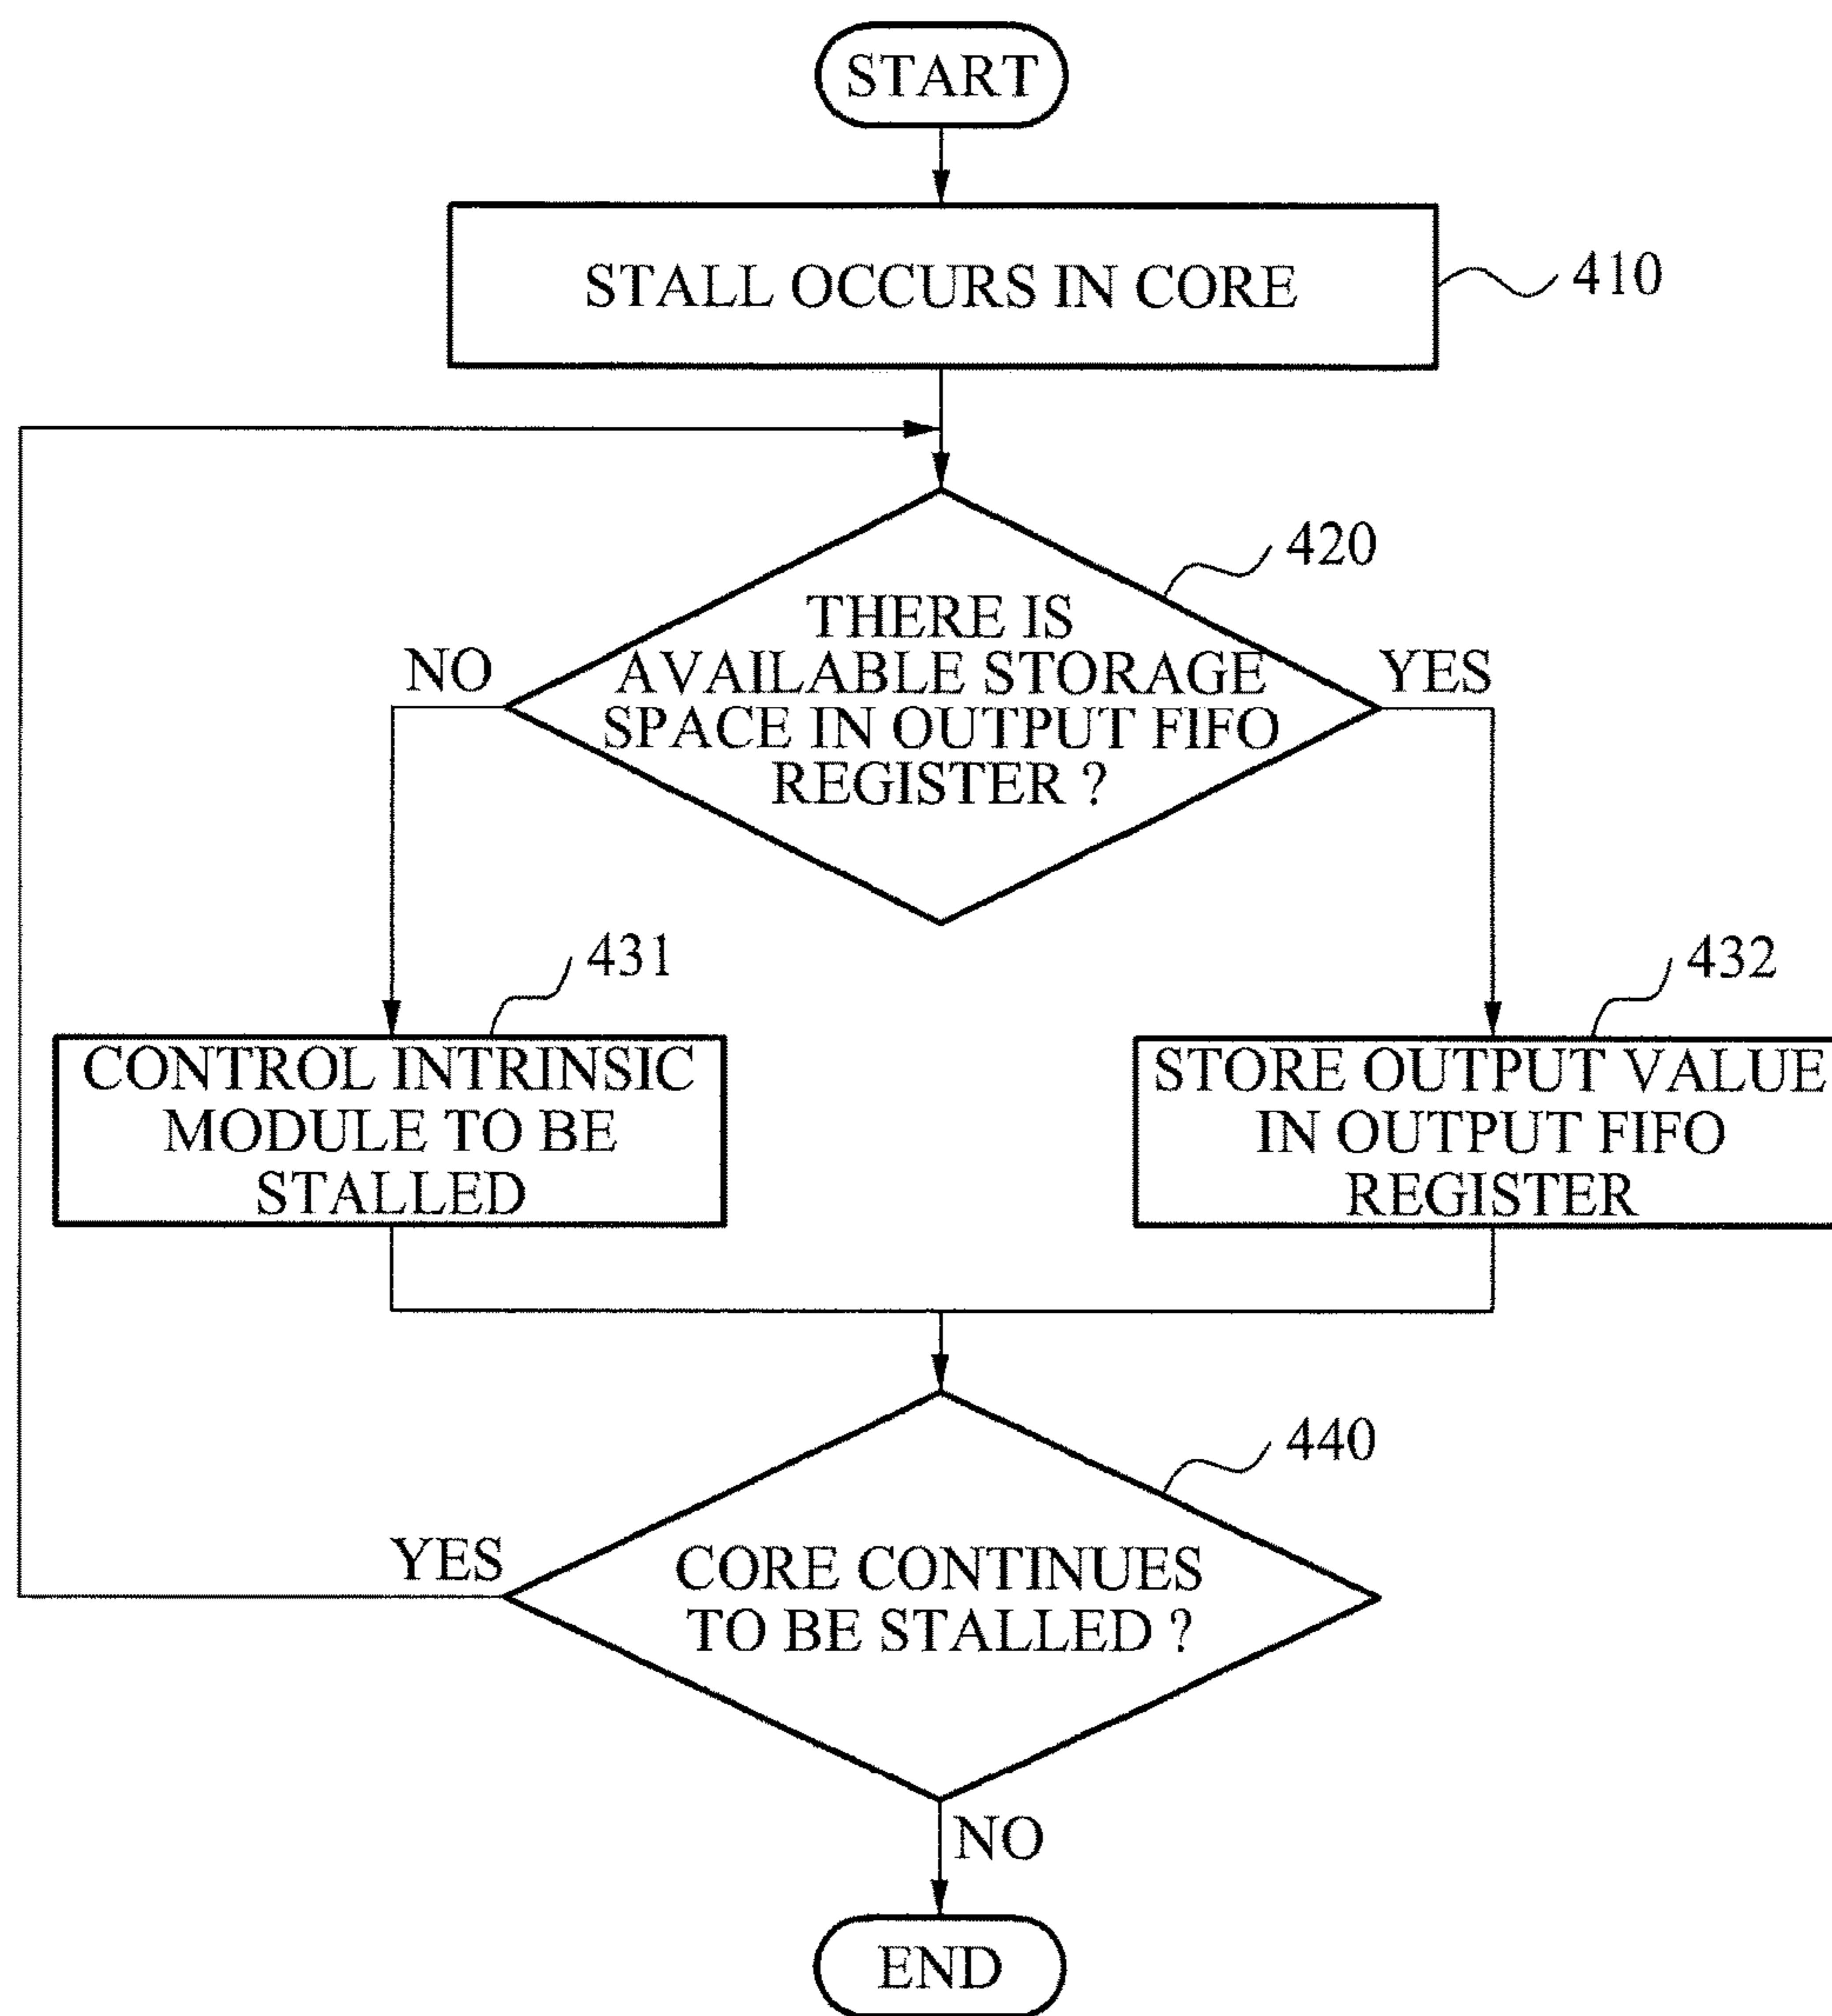 START
STALL OCCURS IN CORE
410
420
THERE IS
AVAILABLE STORAGE
SPACE IN OUTPUT FIFO
REGISTER ?
NO
YES
431
432
CONTROL INTRINSIC
MODULE TO BE
STALLED
STORE OUTPUT VALUE
IN OUTPUT FIFO
REGISTER
440
CORE CONTINUES
TO BE STALLED ?
YES
NO
END